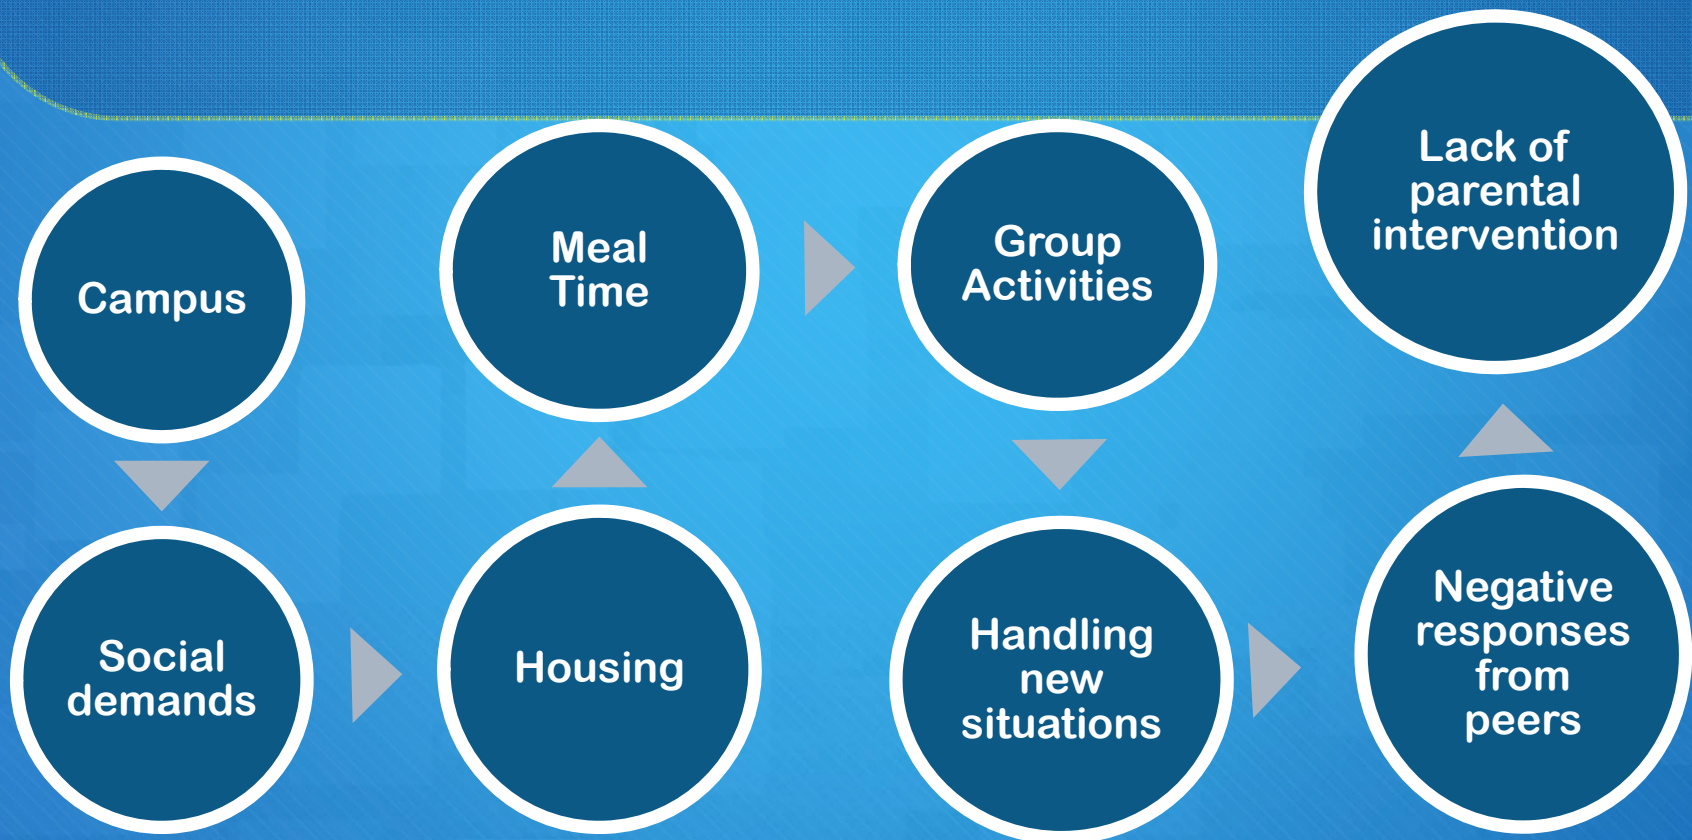 Campus
Social
demands
Housing
Meal
Time
Group
Activities
Handling
new
situations
Negative
responses
from
peers
Lack of
parental
intervention